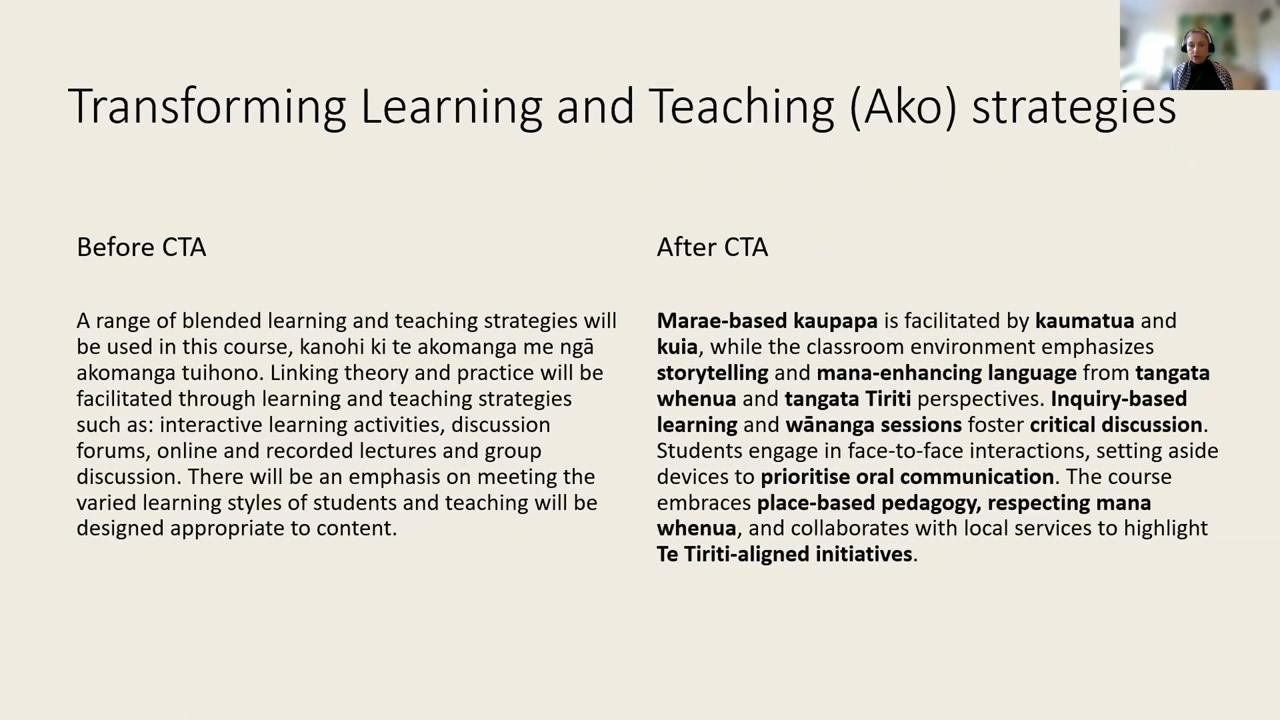 Transforming Learning and Teaching (Ako) strategies
Before CTA
A range of blended learning and teaching strategies will
be used in this course, kanohi ki te akomanga me ngā
akomanga tuihono. Linking theory and practice will be
facilitated through learning and teaching strategies
such as: interactive learning activities, discussion
forums, online and recorded lectures and group
discussion. There will be an emphasis on meeting the
varied learning styles of students and teaching will be
designed appropriate to content.
After CTA
Marae-based kaupapa is facilitated by kaumatua and
kuia, while the classroom environment emphasizes
storytelling and mana-enhancing language from tangata
whenua and tangata Tiriti perspectives. Inquiry-based
learning and wānanga sessions foster critical discussion.
Students engage in face-to-face interactions, setting aside
devices to prioritise oral communication. The course
embraces place-based pedagogy, respecting mana
whenua, and collaborates with local services to highlight
Te Tiriti-aligned initiatives.